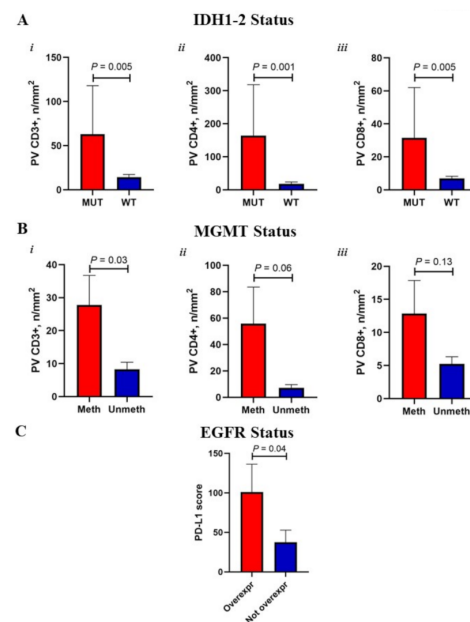 A
IDH1-2 Status
i
ii
iii
P = 0.005
P = 0.001
P = 0.005
PV CD3+, n/mm²
150
100
50
0
MUT WT
PV CD4+, n/mm²
400
300
200
100
0
MUT WT
PV CD8+, n/mm²
80
60
40
20
0
MUT WT
B
MGMT Status
i
ii
iii
P = 0.03
P = 0.06
P = 0.13
PV CD3+, n/mm²
40
30
20
10
0
Meth Unmeth
PV CD4+, n/mm²
100
80
60
40
20
0
Meth Unmeth
PV CD8+, n/mm²
20
15
10
5
0
Meth Unmeth
C
EGFR Status
P = 0.04
PD-L1 score
150
100
50
0
Overexpr
Not overexpr